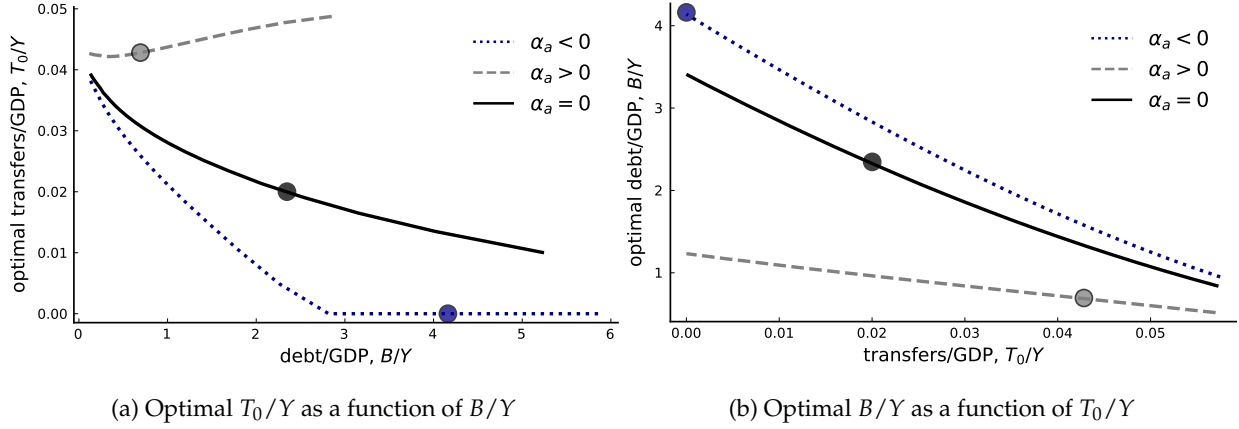 0.05
0.04
0.03
0.02
0.01
0.00
optimal transfers/GDP, T₀/Y
0 1 2 3 4 5 6
debt/GDP, B/Y
αₐ < 0
αₐ > 0
αₐ = 0
(a) Optimal T₀/Y as a function of B/Y
4
3
2
1
optimal debt/GDP, B/Y
0.00 0.01 0.02 0.03 0.04 0.05
transfers/GDP, T₀/Y
αₐ < 0
αₐ > 0
αₐ = 0
(b) Optimal B/Y as a function of T₀/Y